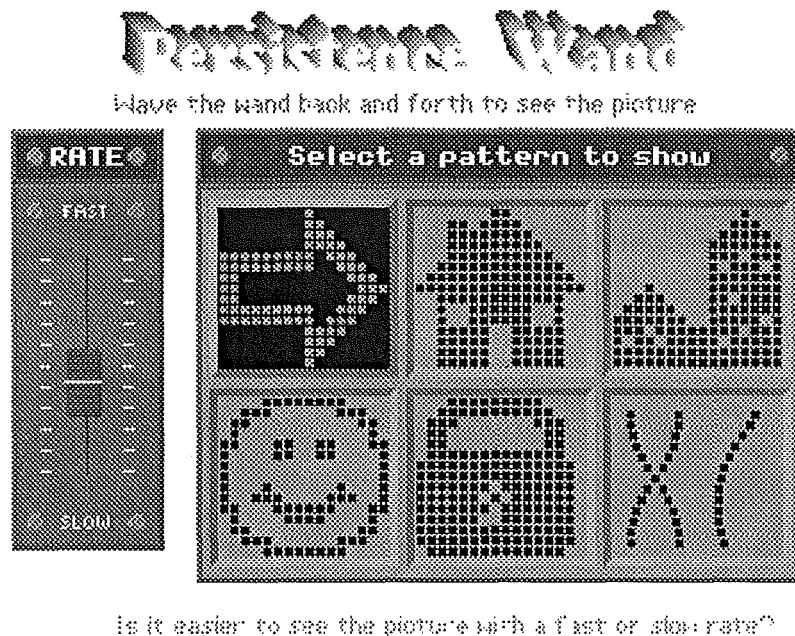 Persistence Wand
Wave the wand back and forth to see the picture
RATE
FAST
SLOW
Select a pattern to show
Is it easier to see the picture with a fast or slow rate?